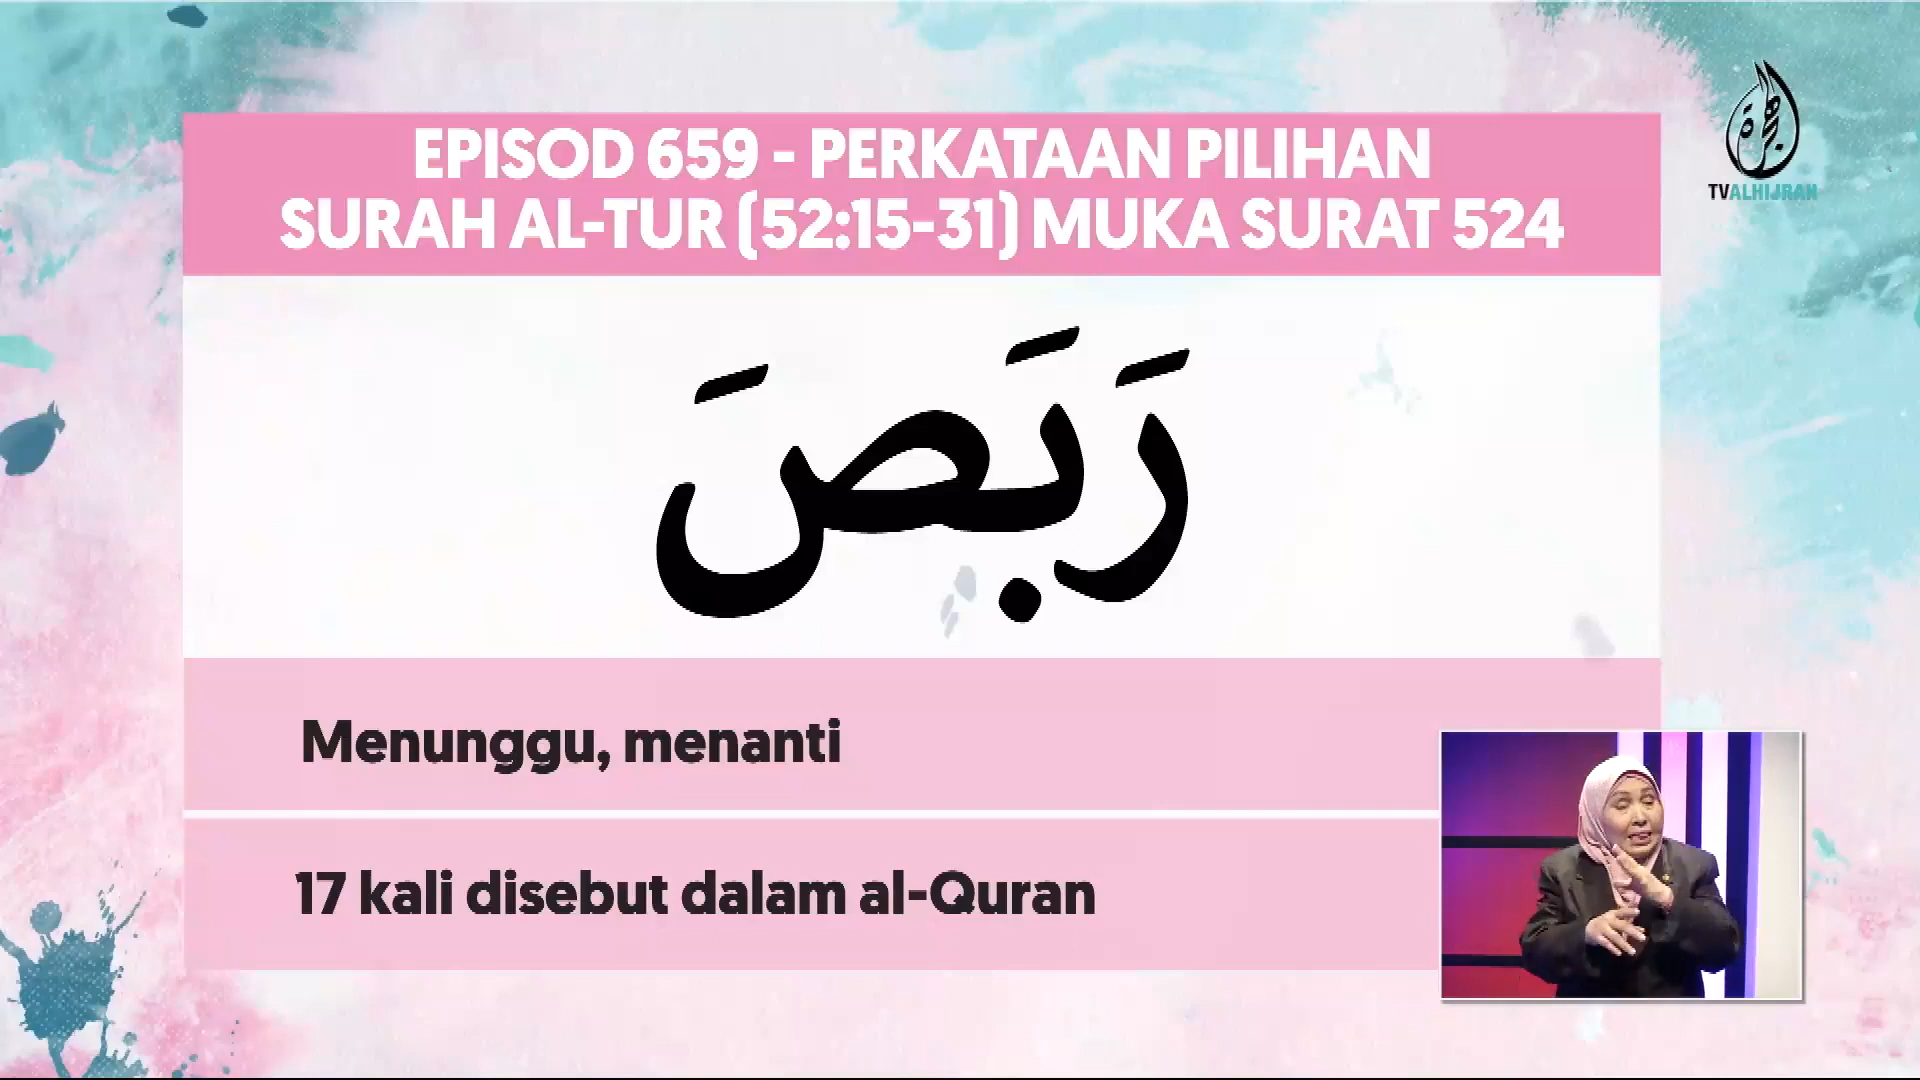 EPISOD 659 - PERKATAAN PILIHAN
SURAH AL-TUR (52:15-31) MUKA SURAT 524
رَبَصَ
Menunggu, menanti
17 kali disebut dalam al-Quran
هجرة
TVALHIJRAH